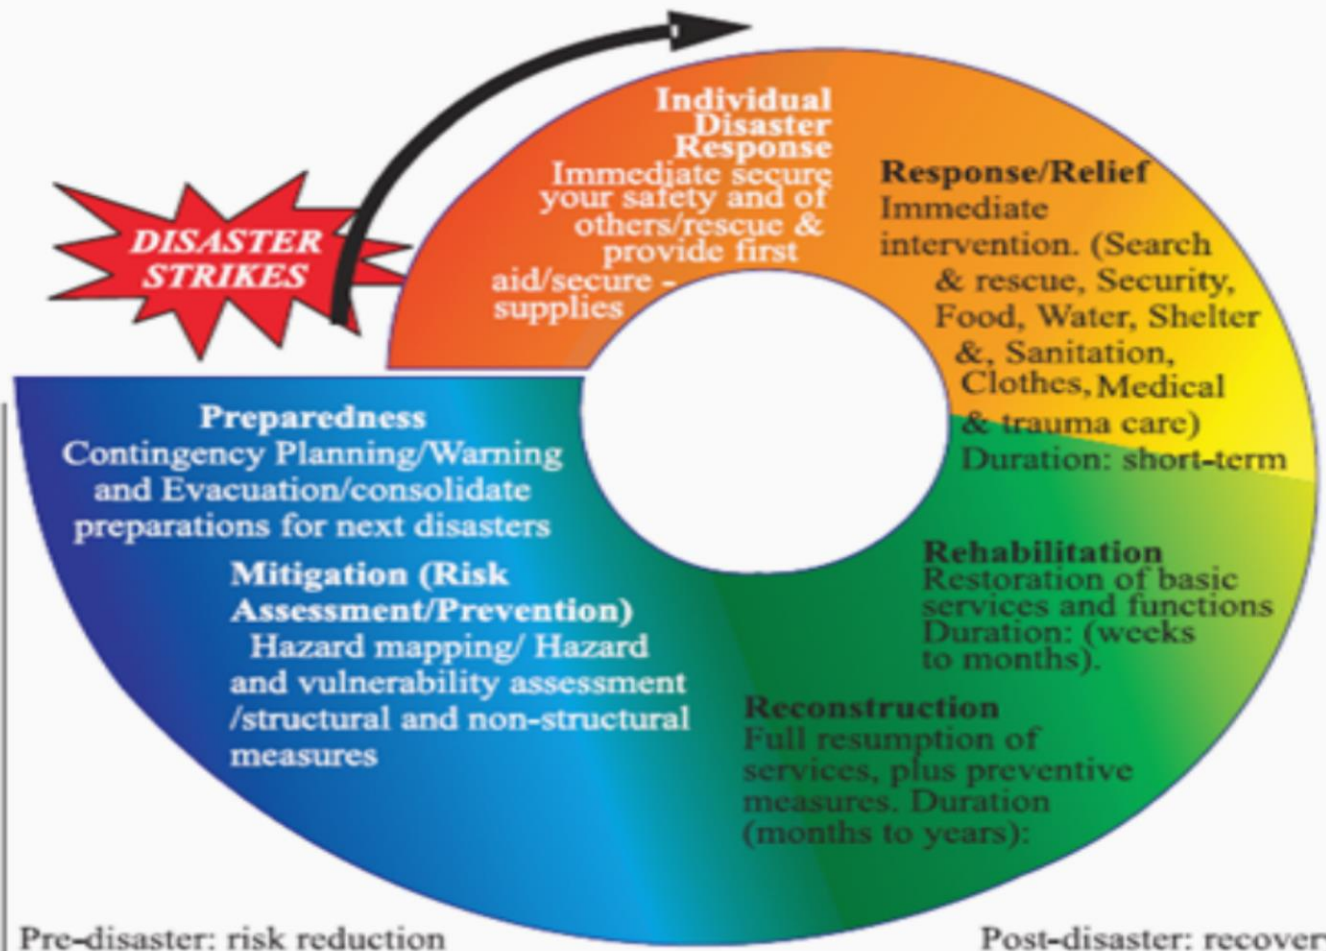 DISASTER
STRIKES
Individual
Disaster
Response
Immediate secure
your safety and of
others/rescue &
provide first
aid/secure -
supplies
Response/Relief
Immediate
intervention. (Search
& rescue, Security,
Food, Water, Shelter
&, Sanitation,
Clothes, Medical
& trauma care)
Duration: short-term
Rehabilitation
Restoration of basic
services and functions
Duration: (weeks
to months).
Reconstruction
Full resumption of
services, plus preventive
measures. Duration
(months to years):
Preparedness
Contingency Planning/Warning
and Evacuation/consolidate
preparations for next disasters
Mitigation (Risk
Assessment/Prevention)
Hazard mapping/ Hazard
and vulnerability assessment
/structural and non-structural
measures
Pre-disaster: risk reduction
Post-disaster: recover